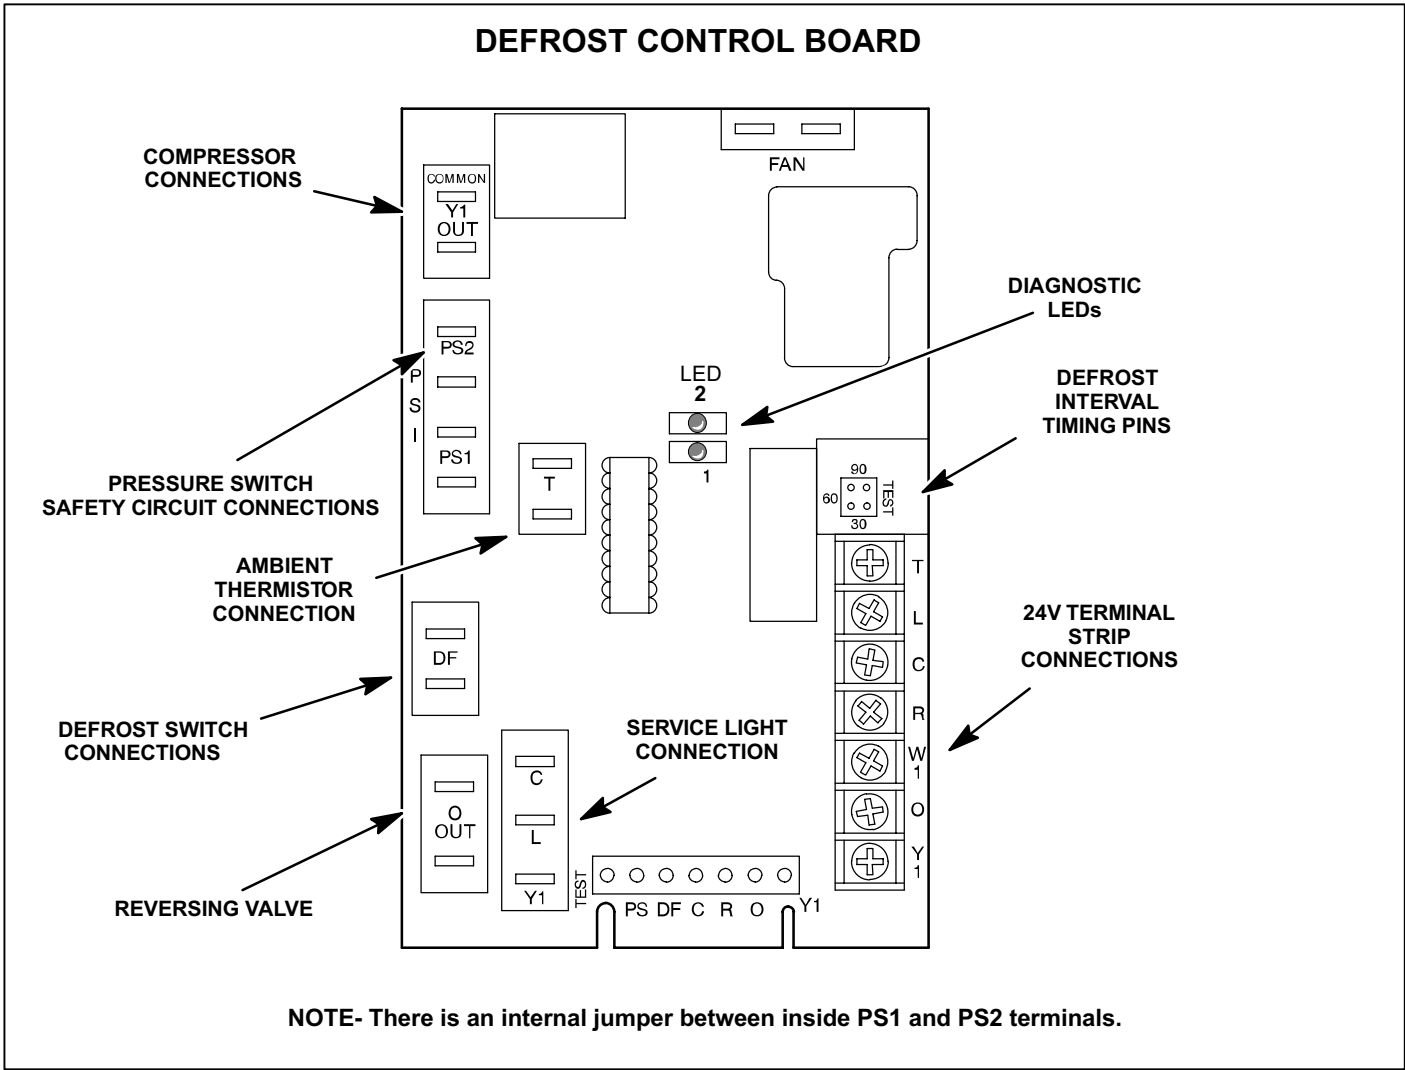 DEFROST CONTROL BOARD
COMPRESSOR
CONNECTIONS
COMMON
Y1
OUT
FAN
DIAGNOSTIC
LEDs
PS2
P
S
I
PS1
LED
2
1
DEFROST
INTERVAL
TIMING PINS
90
60
TEST
30
PRESSURE SWITCH
SAFETY CIRCUIT CONNECTIONS
T
AMBIENT
THERMISTOR
CONNECTION
T
L
C
R
W
1
O
Y
1
24V TERMINAL
STRIP
CONNECTIONS
DF
DEFROST SWITCH
CONNECTIONS
SERVICE LIGHT
CONNECTION
C
L
Y1
O
OUT
REVERSING VALVE
TEST
PS DF C R O Y1
NOTE- There is an internal jumper between inside PS1 and PS2 terminals.